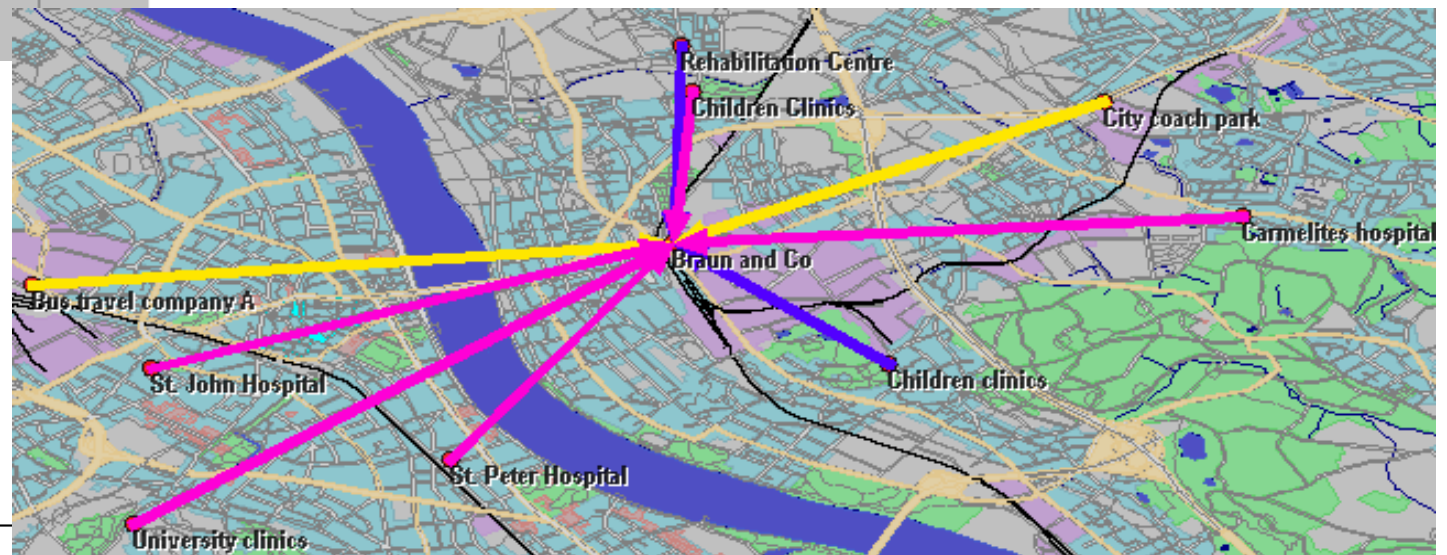 Rehabilitation Centre
Children Clinics
City coach park
Carmelites hospital
Braun and Co
Bus travel company A
Children clinics
St. John Hospital
St. Peter Hospital
University clinics